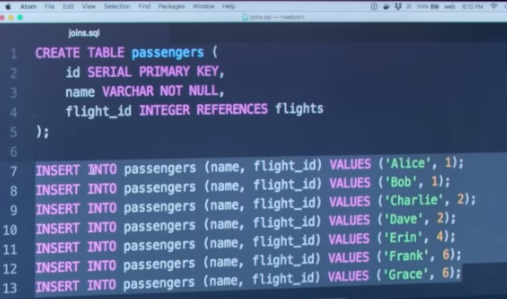 Atom File Edit View Selection Find Packages Window Help 100% web 6:12 PM
joins.sql — ~/web/src
joins.sql
1 CREATE TABLE passengers (
2 id SERIAL PRIMARY KEY,
3 name VARCHAR NOT NULL,
4 flight_id INTEGER REFERENCES flights
5 );
6
7 INSERT INTO passengers (name, flight_id) VALUES ('Alice', 1);
8 INSERT INTO passengers (name, flight_id) VALUES ('Bob', 1);
9 INSERT INTO passengers (name, flight_id) VALUES ('Charlie', 2);
10 INSERT INTO passengers (name, flight_id) VALUES ('Dave', 2);
11 INSERT INTO passengers (name, flight_id) VALUES ('Erin', 4);
12 INSERT INTO passengers (name, flight_id) VALUES ('Frank', 6);
13 INSERT INTO passengers (name, flight_id) VALUES ('Grace', 6);